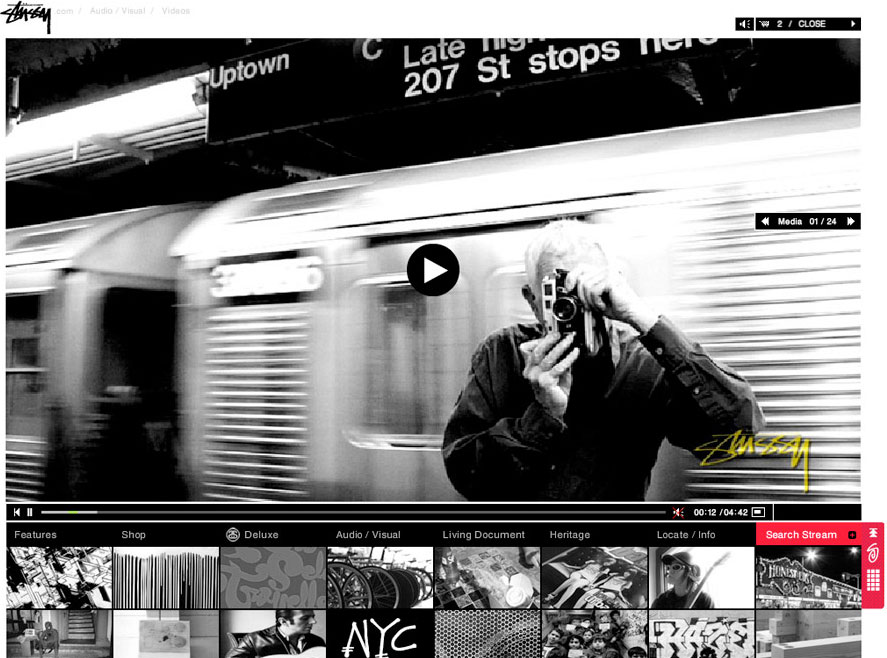 Stüssy .com / Audio / Visual / Videos
2 / CLOSE
Uptown
C Late nigh
207 St stops here
Media 01 / 24
Stüssy
00:12 / 04:42
Features Shop Deluxe Audio / Visual Living Document Heritage Locate / Info Search Stream
NYC